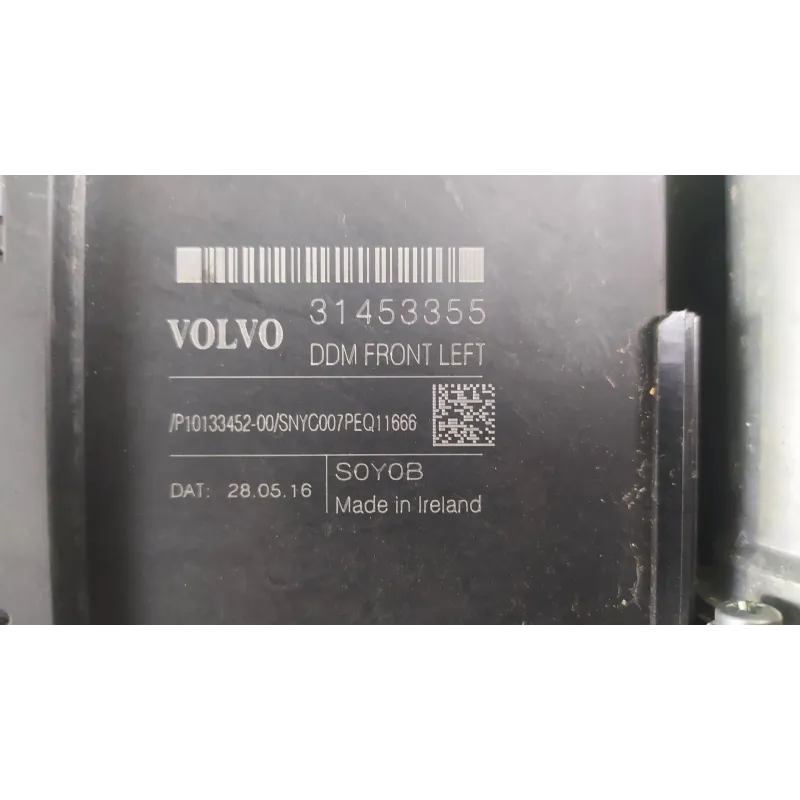 31453355
VOLVO
DDM FRONT LEFT
/P10133452-00/SNYC007PEQ11666
DAT: 28.05.16
S0Y0B
Made in Ireland